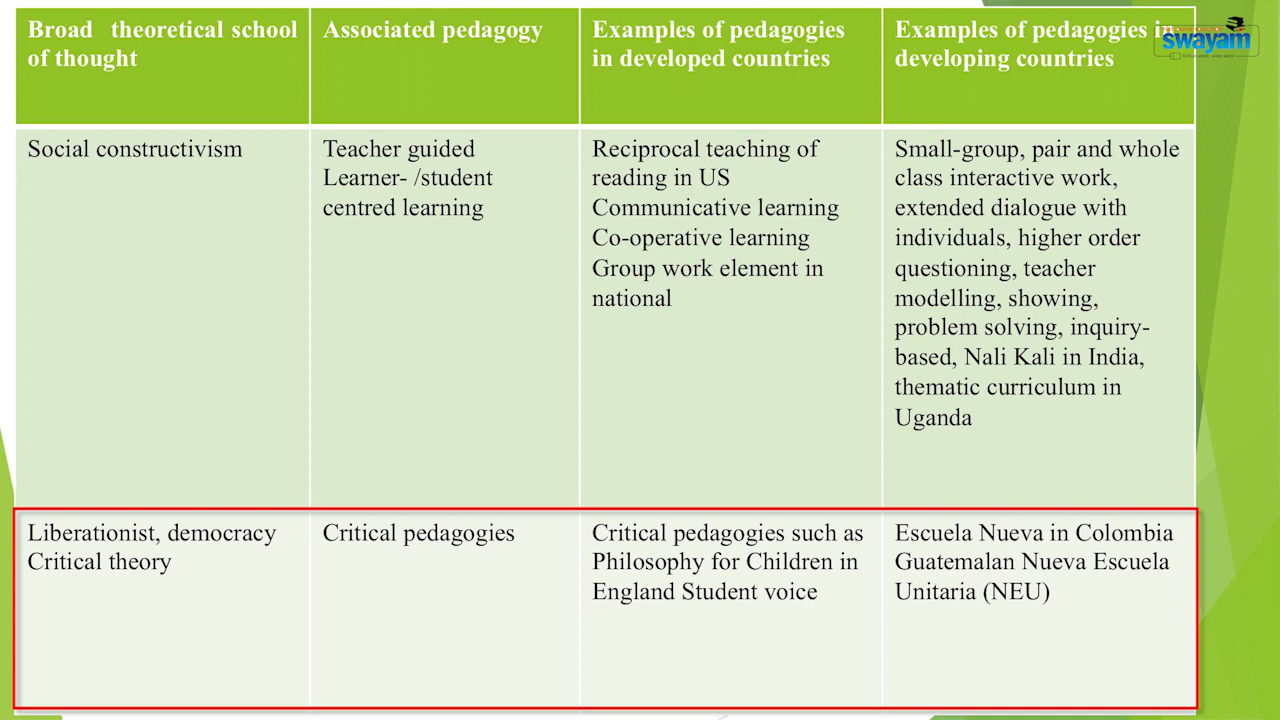 Broad theoretical school
of thought
Associated pedagogy
Examples of pedagogies
in developed countries
Examples of pedagogies in
developing countries
swayam
Social constructivism
Teacher guided
Learner- /student
centred learning
Reciprocal teaching of
reading in US
Communicative learning
Co-operative learning
Group work element in
national
Small-group, pair and whole
class interactive work,
extended dialogue with
individuals, higher order
questioning, teacher
modelling, showing,
problem solving, inquiry-
based, Nali Kali in India,
thematic curriculum in
Uganda
Liberationist, democracy
Critical theory
Critical pedagogies
Critical pedagogies such as
Philosophy for Children in
England Student voice
Escuela Nueva in Colombia
Guatemalan Nueva Escuela
Unitaria (NEU)